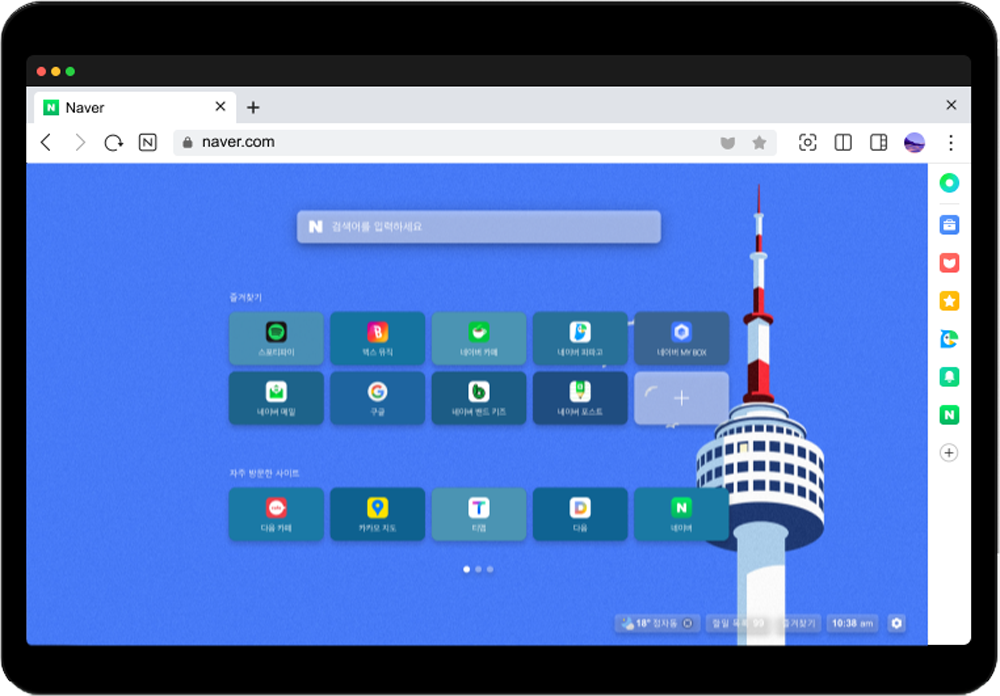 Naver
naver.com
검색어를 입력하세요
즐겨찾기
스포티파이
벅스 뮤직
네이버 카페
네이버 파파고
네이버 MY BOX
네이버 메일
구글
네이버 밴드 키즈
네이버 포스트
자주 방문한 사이트
다음 카페
카카오 지도
티맵
다음
네이버
18° 정자동
할일 목록 99
즐겨찾기
10:38 am